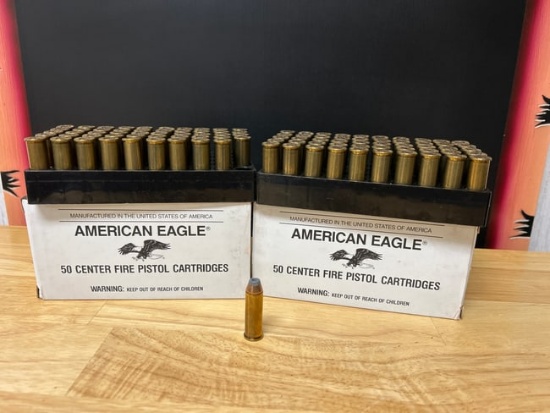 MANUFACTURED IN THE UNITED STATES OF AMERICA
AMERICAN EAGLE®
50 CENTER FIRE PISTOL CARTRIDGES
WARNING: KEEP OUT OF REACH OF CHILDREN
MANUFACTURED IN THE UNITED STATES OF AMERICA
AMERICAN EAGLE®
50 CENTER FIRE PISTOL CARTRIDGES
WARNING: KEEP OUT OF REACH OF CHILDREN